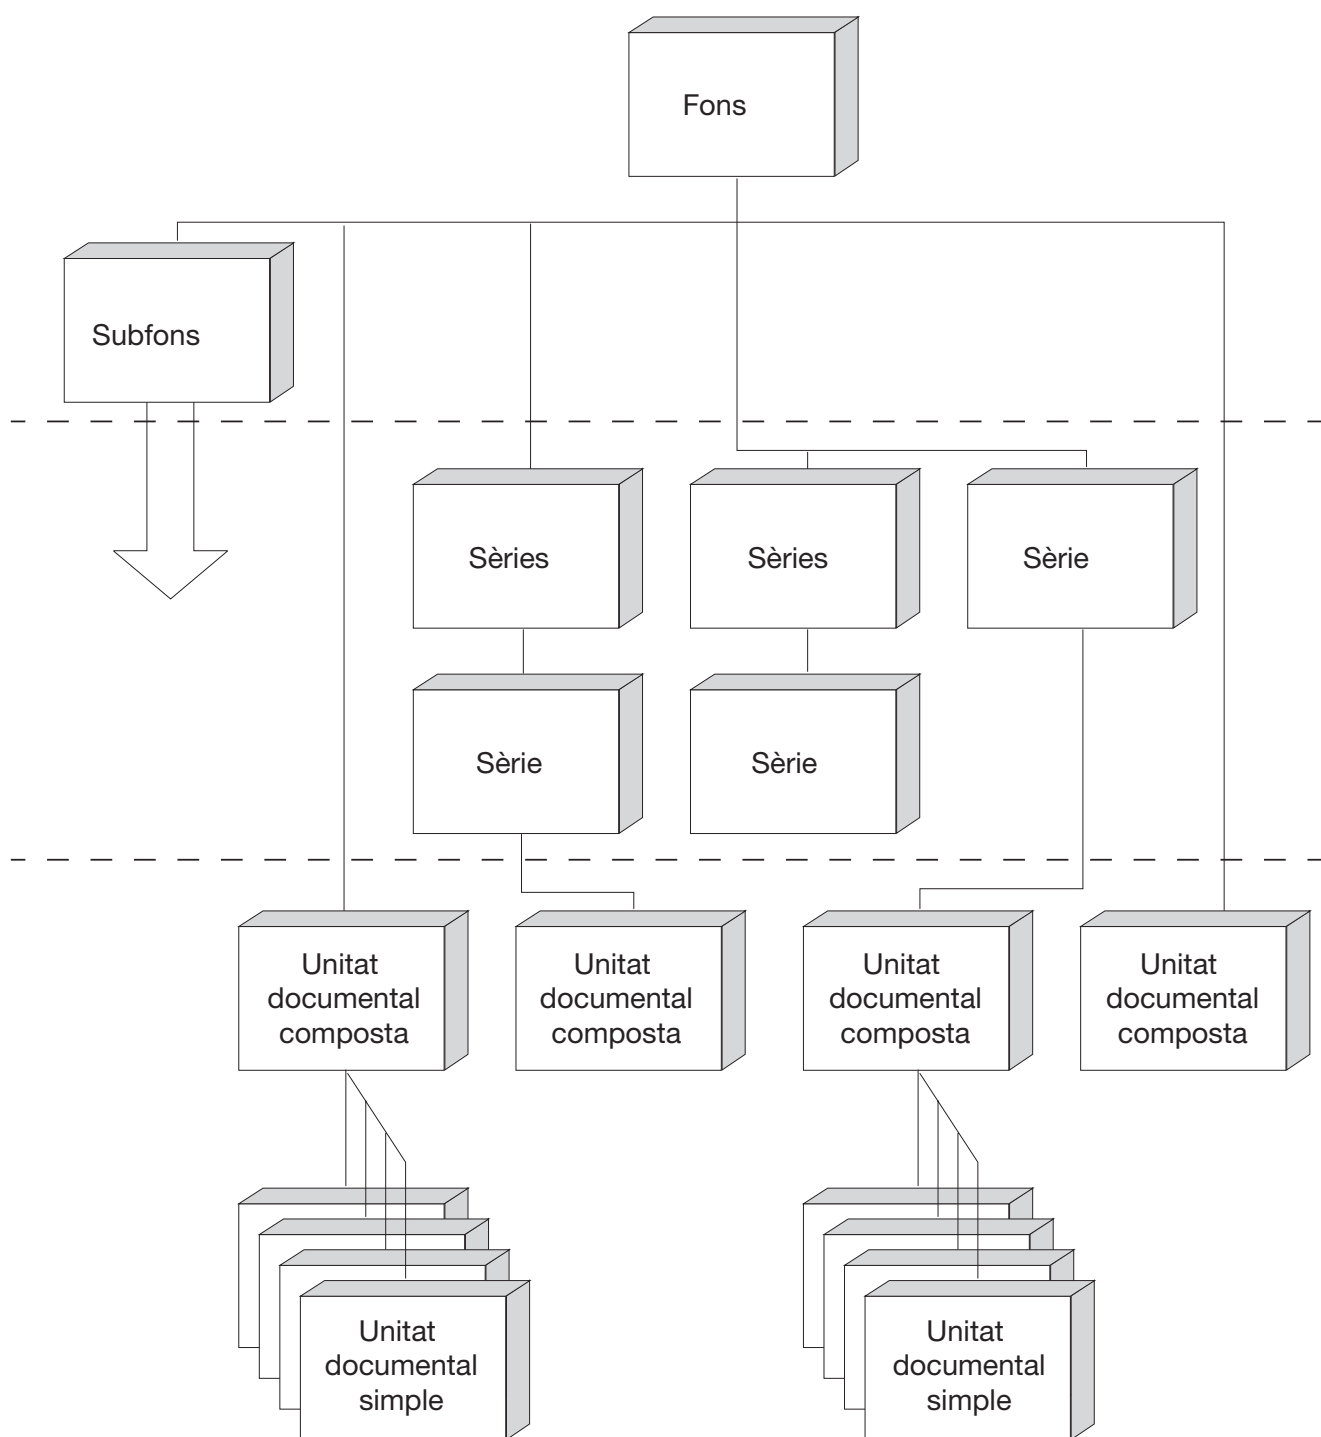 Fons
Subfons
Sèries
Sèries
Sèrie
Sèrie
Sèrie
Unitat
documental
composta
Unitat
documental
composta
Unitat
documental
composta
Unitat
documental
composta
Unitat
documental
simple
Unitat
documental
simple